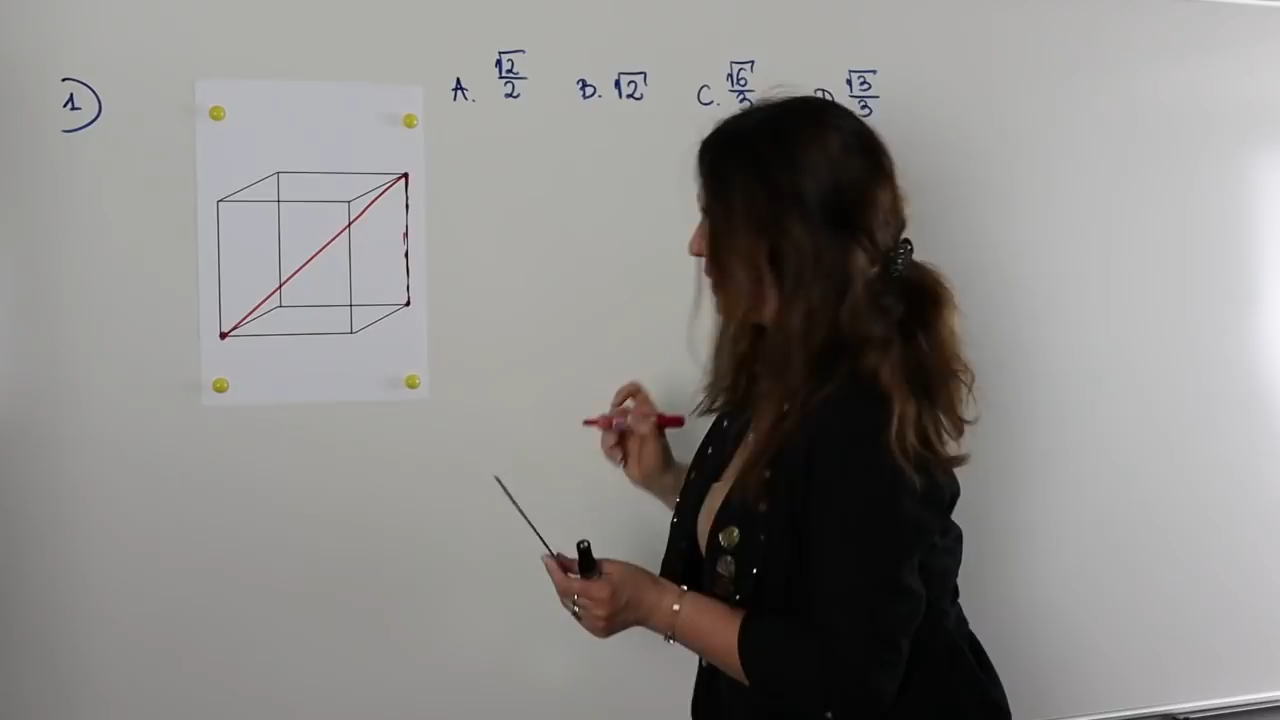 1) A. √2/2 B. √2 C. √6/3 D. √3/3